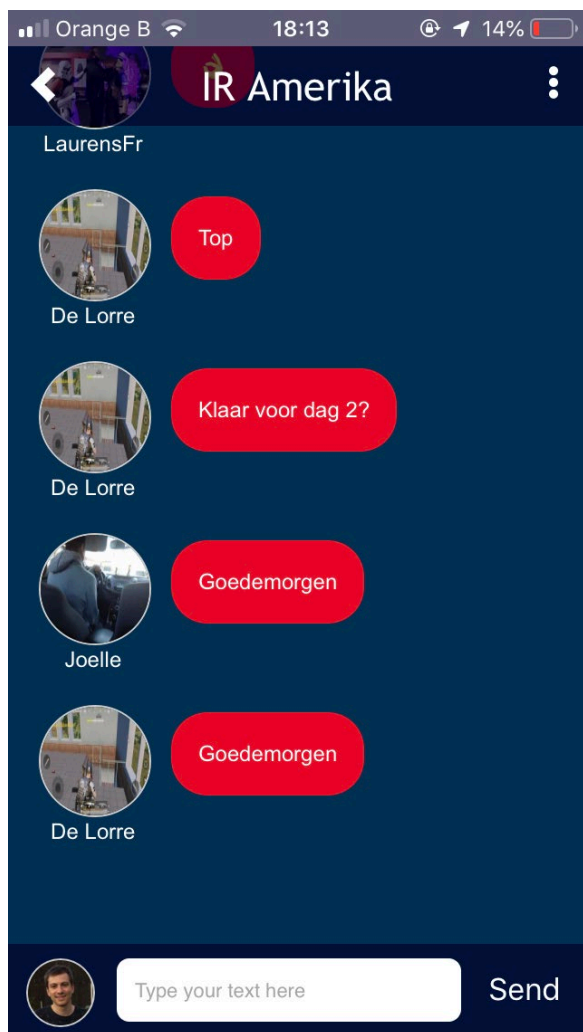 Orange B 18:13 14%
IR Amerika
LaurensFr
Top
De Lorre
Klaar voor dag 2?
De Lorre
Goedemorgen
Joelle
Goedemorgen
De Lorre
Type your text here Send